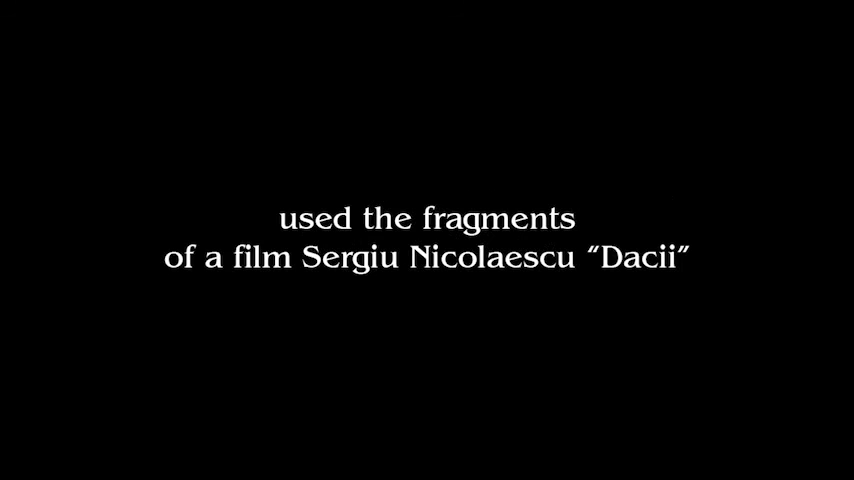 used the fragments
of a film Sergiu Nicolaescu “Dacii”